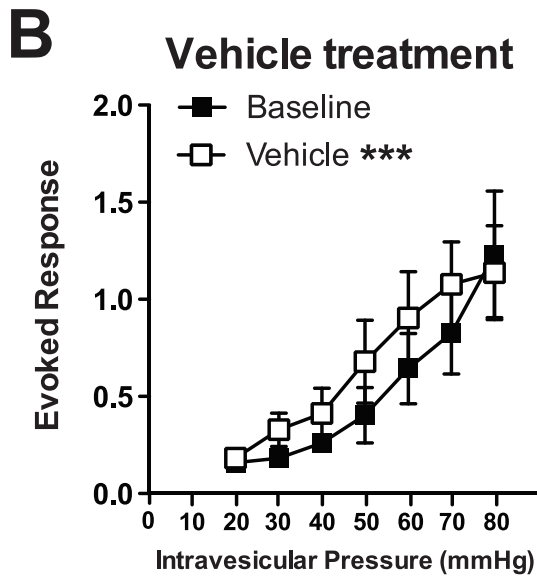 B
Vehicle treatment
Baseline
Vehicle ***
2.0
1.5
1.0
0.5
0.0
Evoked Response
0 10 20 30 40 50 60 70 80
Intravesicular Pressure (mmHg)